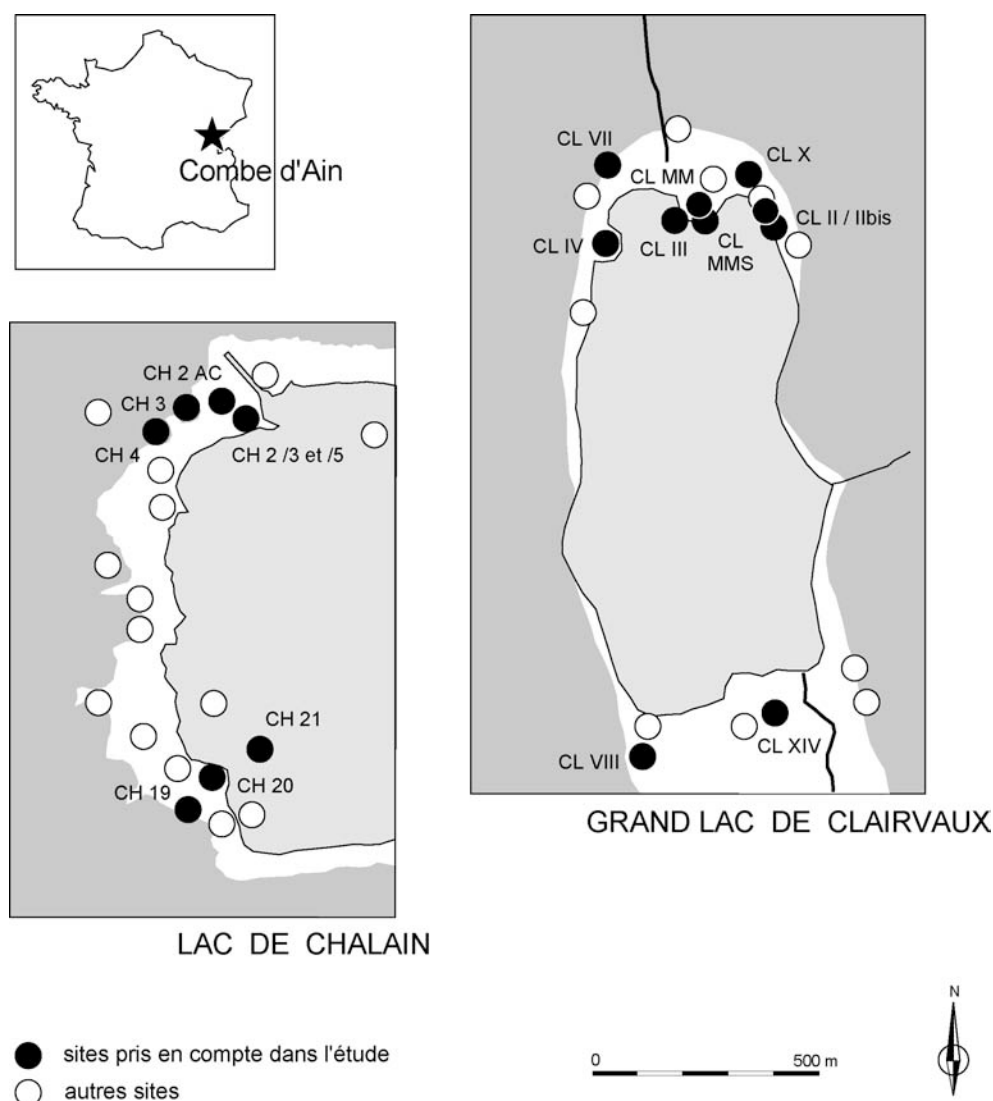 Combe d'Ain
CL VII
CL X
CL MM
CL II / IIbis
CL IV
CL III
CL
MMS
CL VIII
CL XIV
GRAND LAC DE CLAIRVAUX
CH 2 AC
CH 3
CH 4
CH 2 /3 et /5
CH 21
CH 19
CH 20
LAC DE CHALAIN
sites pris en compte dans l'étude
autres sites
0 500 m
N